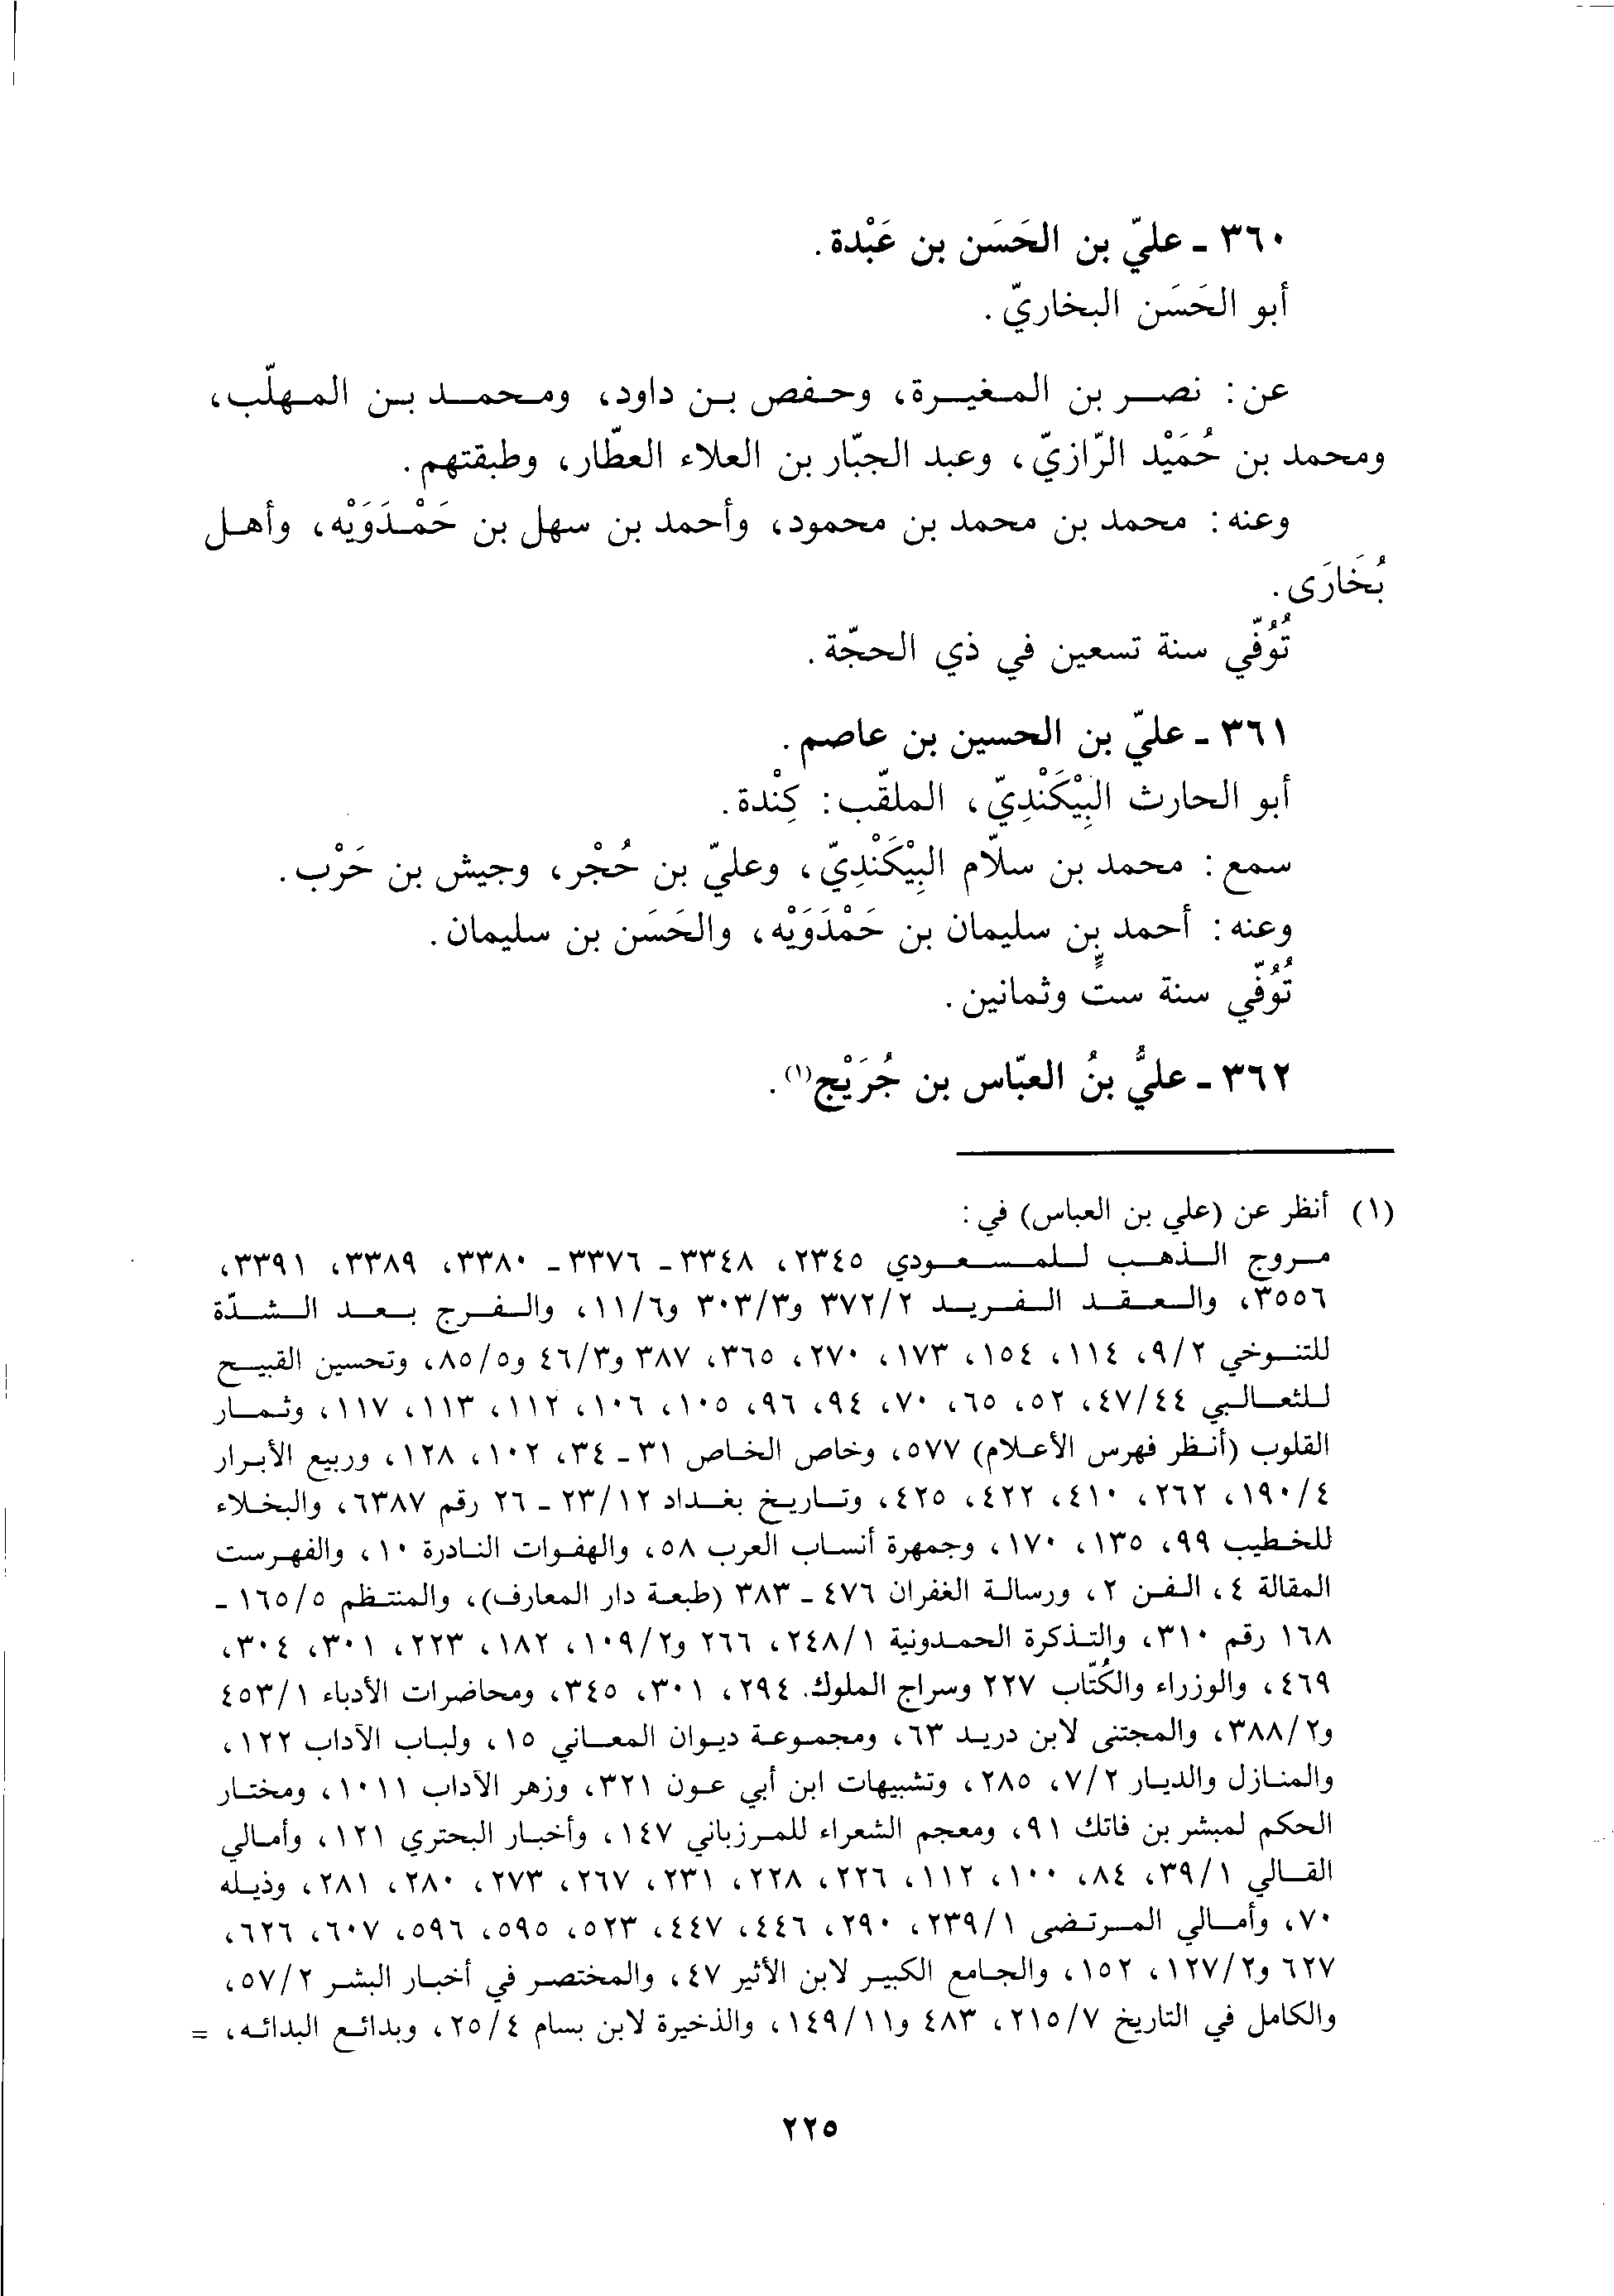 ٣٦٠ ـ عليّ بن الحَسَن بن عَبْدة.
أبو الحَسَن البخاريّ.
عن: نصر بن المغيرة، وحفص بن داود، ومحمد بن المهلّب،
ومحمد بن حُمَيْد الرّازيّ، وعبد الجبّار بن العلاء العطّار، وطبقتهم.
وعنه: محمد بن محمد بن محمود، وأحمد بن سهل بن حَمْدَوَيْه، وأهل
بُخَارَى.
تُوُفّي سنة تسعين في ذي الحجّة.
٣٦١ ـ عليّ بن الحسين بن عاصم.
أبو الحارث البِيْكَنْدِيّ، الملقّب: كِنْدة.
سمع: محمد بن سلّام البِيْكَنْدِيّ، وعليّ بن حُجْر، وجيش بن حَرْب.
وعنه: أحمد بن سليمان بن حَمْدَوَيْه، والحَسَن بن سليمان.
تُوُفّي سنة ستٍّ وثمانين.
٣٦٢ ـ عليُّ بنُ العبّاس بن جُرَيْج(١).
(١) أنظر عن (علي بن العباس) في:
مروج الذهب للمسعودي ٢٣٤٥، ٣٣٤٨ ـ ٣٣٧٦ ـ ٣٣٨٠، ٣٣٨٩، ٣٣٩١،
٣٥٥٦، والعقد الفريد ٣٧٢/٢ و٣٠٣/٣ و١١/٦، والفرج بعد الشدّة
للتنوخي ٩/٢، ١١٤، ١٥٤، ١٧٣، ٢٧٠، ٣٦٥، ٣٨٧ و٤٦/٣ و٨٥/٥، وتحسين القبيح
للثعالبي ٤٧/٤٤، ٥٢، ٦٥، ٧٠، ٩٤، ٩٦، ١٠٥، ١٠٦، ١١٢، ١١٣، ١١٧، وثمار
القلوب (أنظر فهرس الأعلام) ٥٧٧، وخاص الخاص ٣١ ـ ٣٤، ١٠٢، ١٢٨، وربيع الأبرار
١٩٠/٤، ٢٦٢، ٤١٠، ٤٢٢، ٤٢٥، وتاريخ بغداد ٢٣/١٢ ـ ٢٦ رقم ٦٣٨٧، والبخلاء
للخطيب ٩٩، ١٣٥، ١٧٠، وجمهرة أنساب العرب ٥٨، والهفوات النادرة ١٠، والفهرست
المقالة ٤، الفن ٢، ورسالة الغفران ٤٧٦ ـ ٣٨٣ (طبعة دار المعارف)، والمنتظم ١٦٥/٥ ـ
١٦٨ رقم ٣١٠، والتذكرة الحمدونية ٢٤٨/١، ٢٦٦ و١٠٩/٢، ١٨٢، ٢٢٣، ٣٠١، ٣٠٤،
٤٦٩، والوزراء والكُتّاب ٢٢٧ وسراج الملوك. ٢٩٤، ٣٠١، ٣٤٥، ومحاضرات الأدباء ٤٥٣/١
و٣٨٨/٢، والمجتنى لابن دريد ٦٣، ومجموعة ديوان المعاني ١٥، ولباب الآداب ١٢٢،
والمنازل والديار ٧/٢، ٢٨٥، وتشبيهات ابن أبي عون ٣٢١، وزهر الآداب ١٠١١، ومختار
الحكم لمبشر بن فاتك ٩١، ومعجم الشعراء للمرزباني ١٤٧، وأخبار البحتري ١٢١، وأمالي
القالي ٣٩/١، ٨٤، ١٠٠، ١١٢، ٢٢٦، ٢٢٨، ٢٣١، ٢٦٧، ٢٧٣، ٢٨٠، ٢٨١، وذيله
٧٠، وأمالي المرتضى ٢٣٩/١، ٢٩٠، ٤٤٦، ٤٤٧، ٥٢٣، ٥٩٥، ٥٩٦، ٦٠٧، ٦٢٦،
٦٢٧ و١٢٧/٢، ١٥٢، والجامع الكبير لابن الأثير ٤٧، والمختصر في أخبار البشر ٥٧/٢،
والكامل في التاريخ ٢١٥/٧، ٤٨٣ و١٤٩/١١، والذخيرة لابن بسام ٢٥/٤، وبدائع البدائه، =
٢٢٥